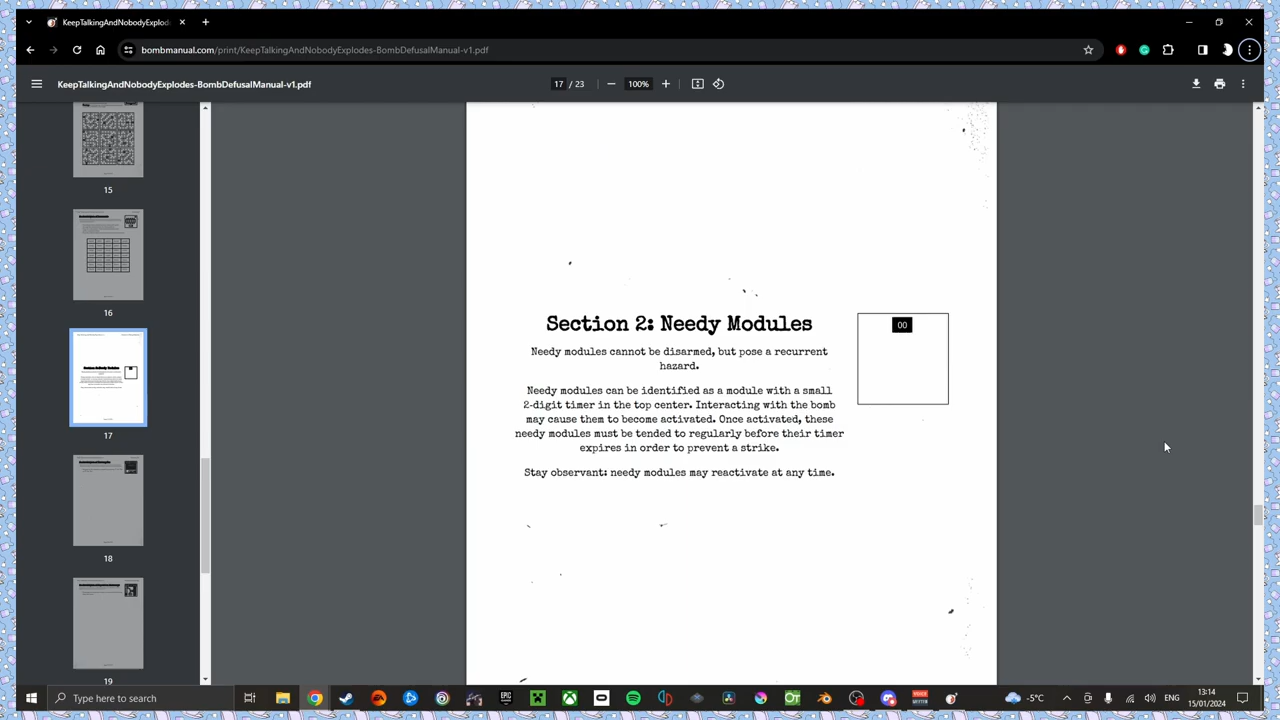 KeepTalkingAndNobodyExplod
bombmanual.com/print/KeepTalkingAndNobodyExplodes-BombDefusalManual-v1.pdf
KeepTalkingAndNobodyExplodes-BombDefusalManual-v1.pdf
17 / 23
100%
15
16
17
18
19
Section 2: Needy Modules
00
Needy modules cannot be disarmed, but pose a recurrent
hazard.
Needy modules can be identified as a module with a small
2-digit timer in the top center. Interacting with the bomb
may cause them to become activated. Once activated, these
needy modules must be tended to regularly before their timer
expires in order to prevent a strike.
Stay observant: needy modules may reactivate at any time.
Type here to search
-5°C
ENG
13:14
15/01/2024